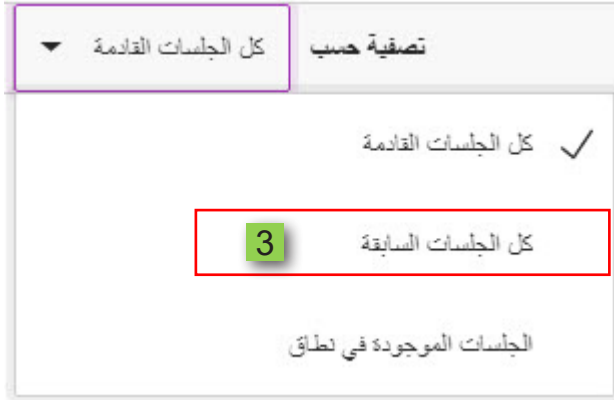 تصفية حسب كل الجلسات القادمة
كل الجلسات القادمة
كل الجلسات السابقة 3
الجلسات الموجودة في نطاق